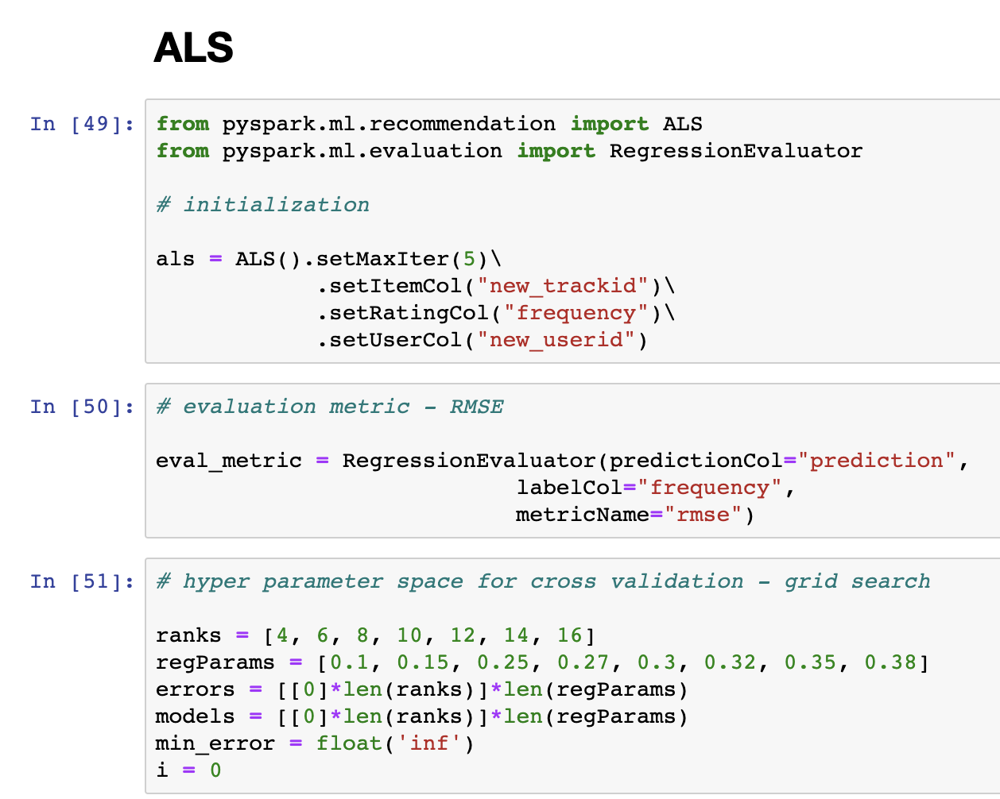 ALS
In [49]:
from pyspark.ml.recommendation import ALS
from pyspark.ml.evaluation import RegressionEvaluator
# initialization
als = ALS().setMaxIter(5)\
.setItemCol("new_trackid")\
.setRatingCol("frequency")\
.setUserCol("new_userid")
In [50]:
# evaluation metric - RMSE
eval_metric = RegressionEvaluator(predictionCol="prediction",
labelCol="frequency",
metricName="rmse")
In [51]:
# hyper parameter space for cross validation - grid search
ranks = [4, 6, 8, 10, 12, 14, 16]
regParams = [0.1, 0.15, 0.25, 0.27, 0.3, 0.32, 0.35, 0.38]
errors = [[0]*len(ranks)]*len(regParams)
models = [[0]*len(ranks)]*len(regParams)
min_error = float('inf')
i = 0